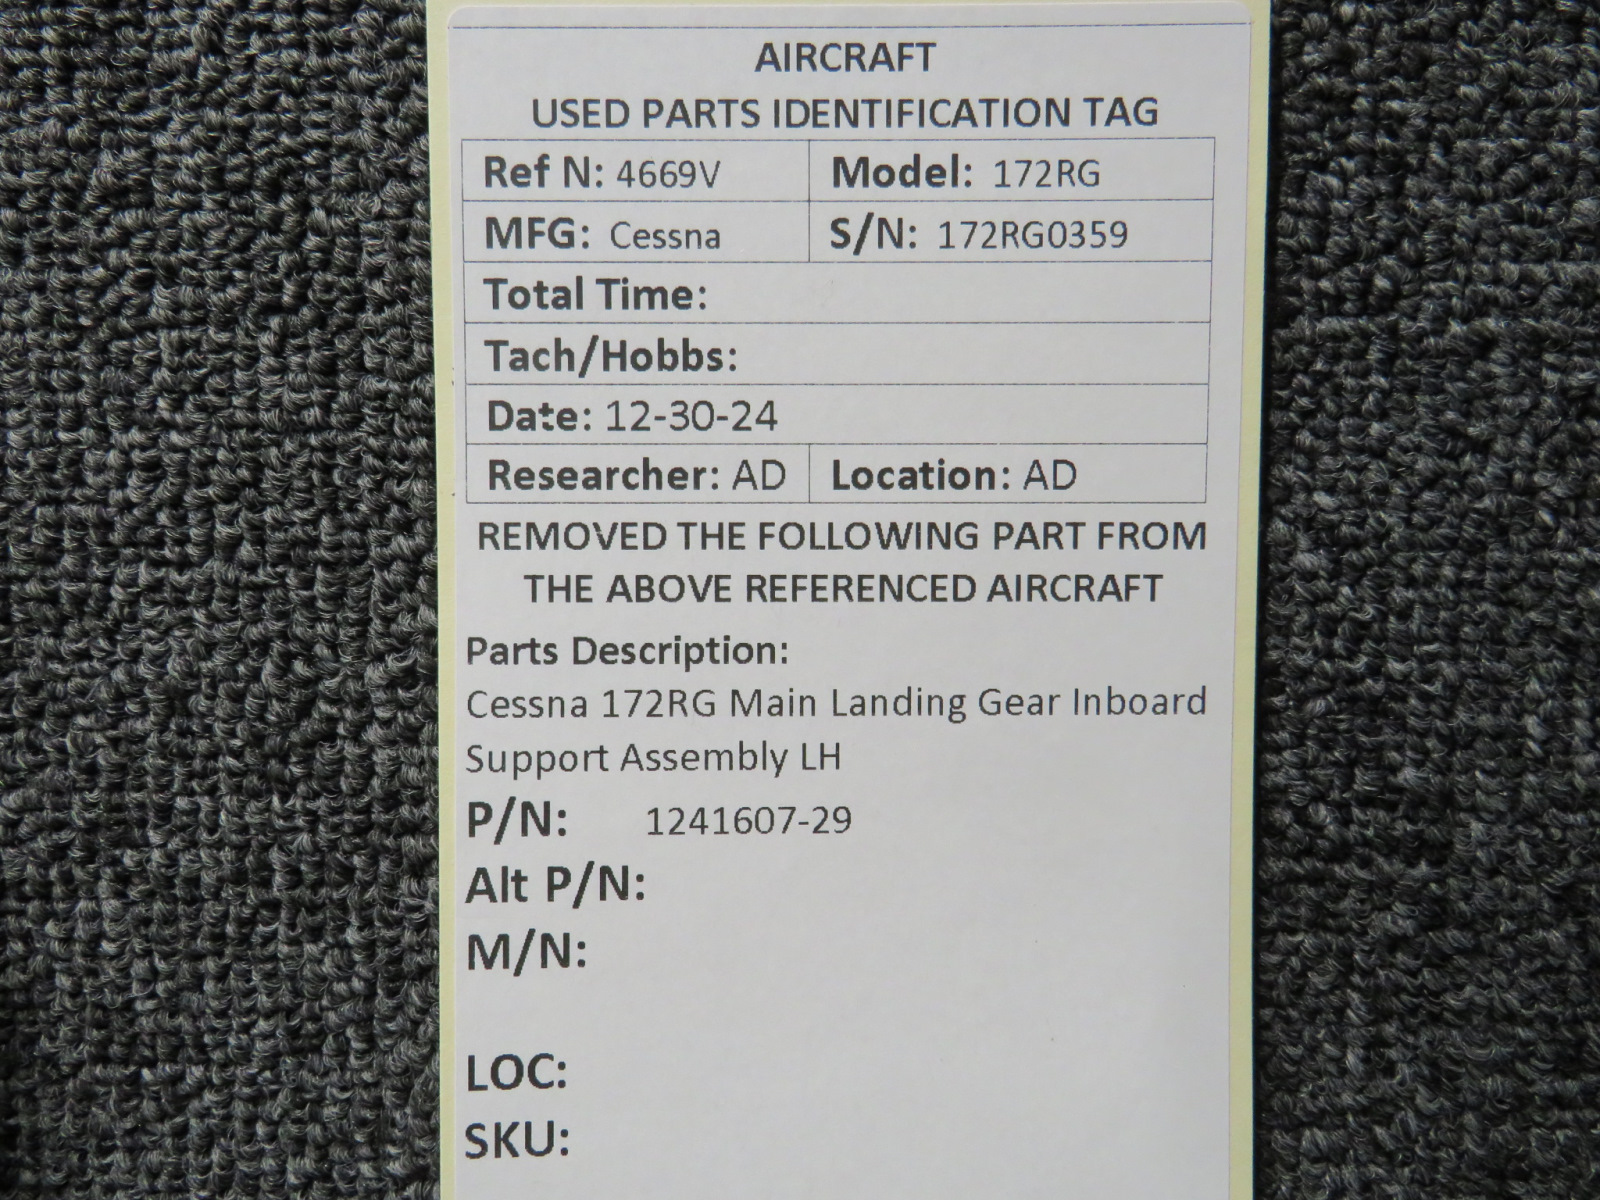 AIRCRAFT
USED PARTS IDENTIFICATION TAG
Ref N: 4669V Model: 172RG
MFG: Cessna S/N: 172RG0359
Total Time:
Tach/Hobbs:
Date: 12-30-24
Researcher: AD Location: AD
REMOVED THE FOLLOWING PART FROM
THE ABOVE REFERENCED AIRCRAFT
Parts Description:
Cessna 172RG Main Landing Gear Inboard
Support Assembly LH
P/N: 1241607-29
Alt P/N:
M/N:
LOC:
SKU: